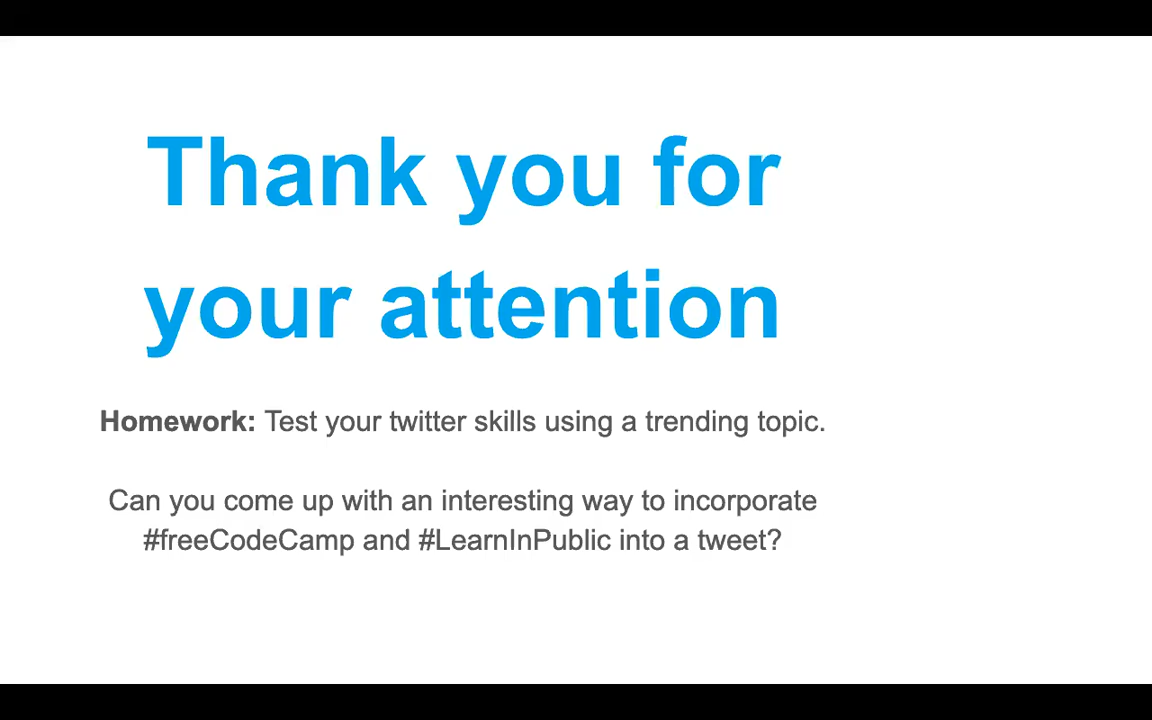 Thank you for
your attention
Homework: Test your twitter skills using a trending topic.
Can you come up with an interesting way to incorporate
#freeCodeCamp and #LearnInPublic into a tweet?